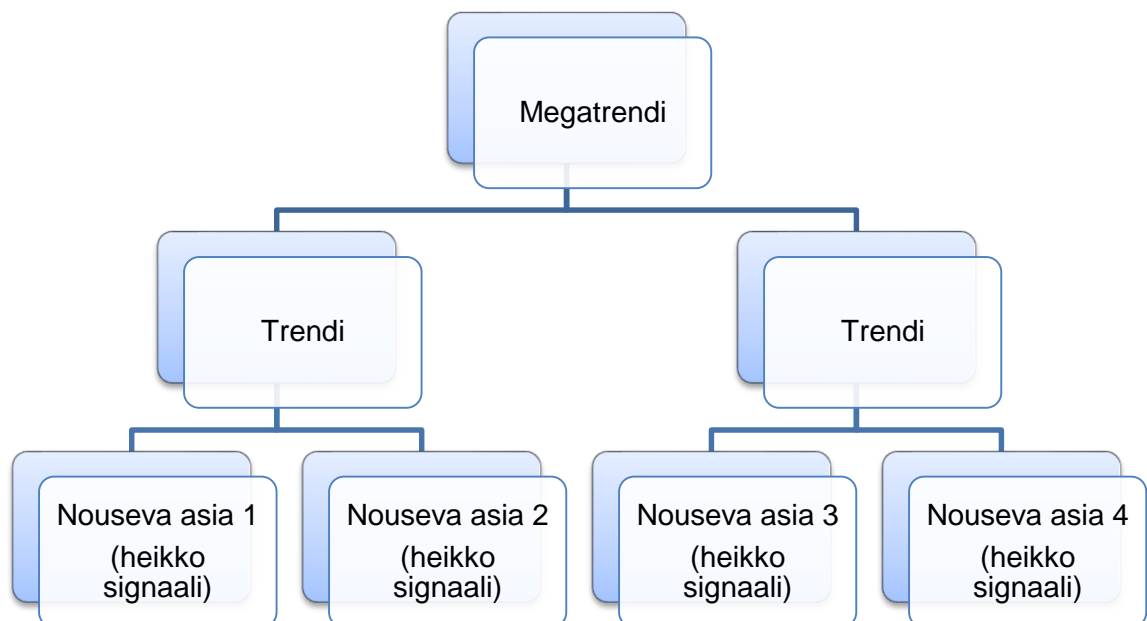 Megatrendi
Trendi
Trendi
Nouseva asia 1
(heikko
signaali)
Nouseva asia 2
(heikko
signaali)
Nouseva asia 3
(heikko
signaali)
Nouseva asia 4
(heikko
signaali)